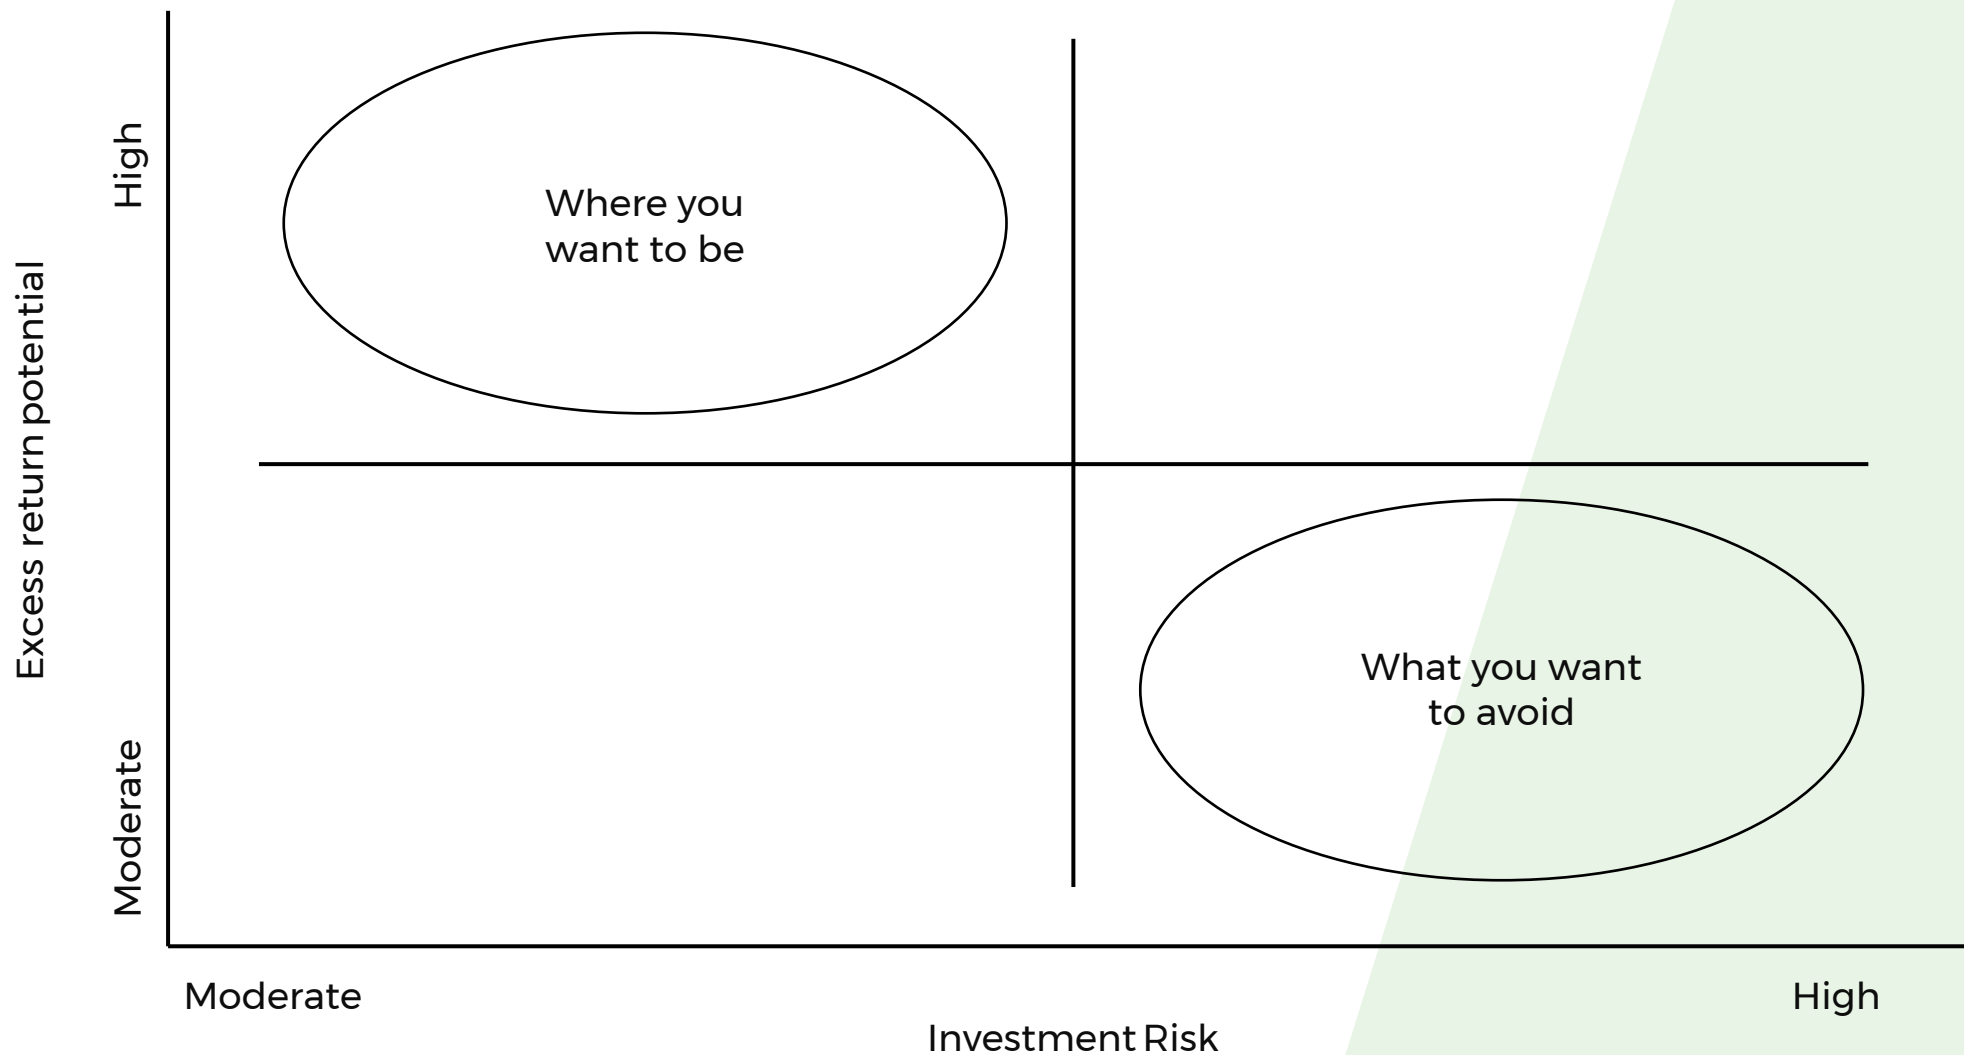 High
Where you
want to be
Excess return potential
What you want
to avoid
Moderate
Moderate
High
Investment Risk